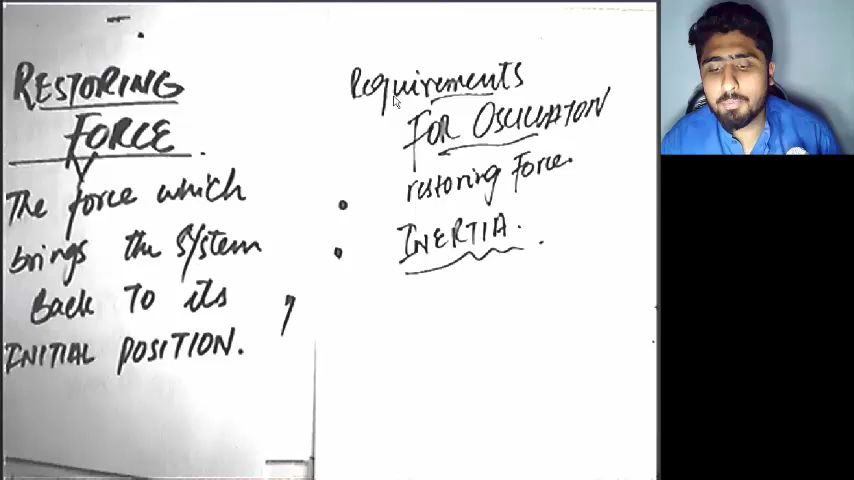 RESTORING
FORCE.
The force which
brings the system
Back TO its
INITIAL POSITION.
Requirements
FOR OSCILLATION
• restoring Force.
• INERTIA.